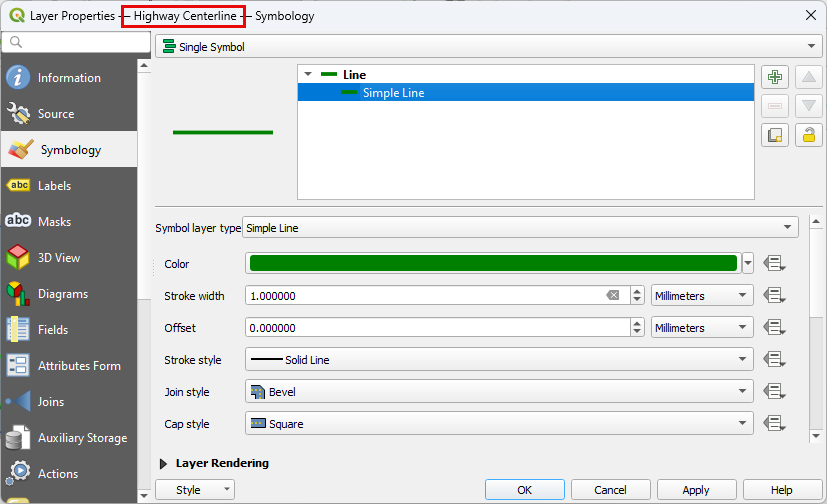 Layer Properties — Highway Centerline — Symbology
Single Symbol
Information
Source
Symbology
abc Labels
abc Masks
3D View
Diagrams
Fields
Attributes Form
Joins
Auxiliary Storage
Actions
Line
Simple Line
Symbol layer type Simple Line
Color
Stroke width 1.000000 Millimeters
Offset 0.000000 Millimeters
Stroke style Solid Line
Join style Bevel
Cap style Square
Layer Rendering
Style OK Cancel Apply Help